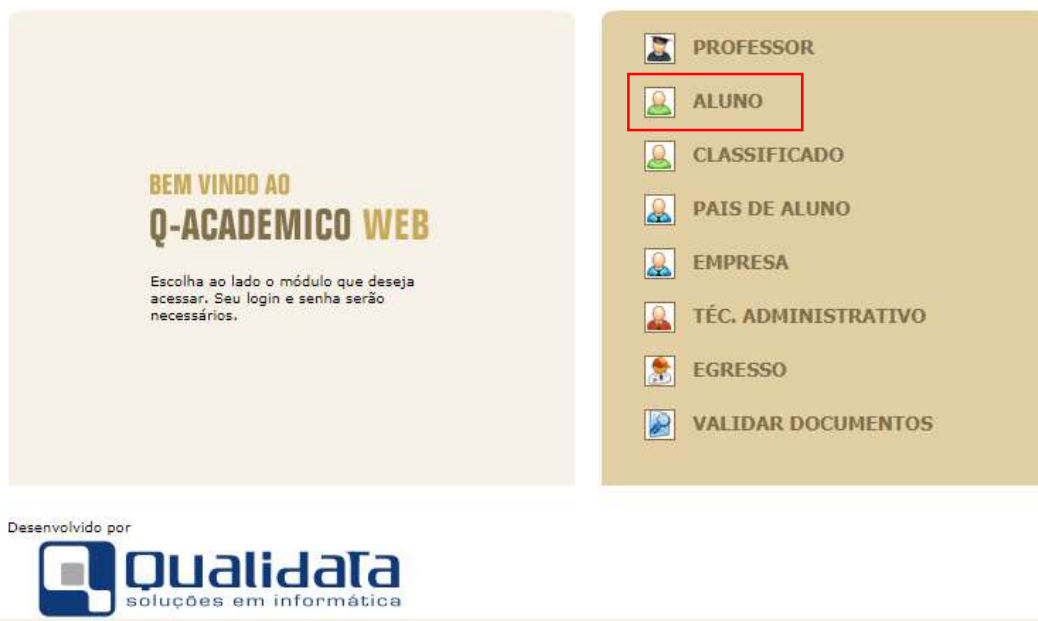 BEM VINDO AO
Q-ACADEMICO WEB
Escolha ao lado o módulo que deseja
acessar. Seu login e senha serão
necessários.
PROFESSOR
ALUNO
CLASSIFICADO
PAIS DE ALUNO
EMPRESA
TÉC. ADMINISTRATIVO
EGRESSO
VALIDAR DOCUMENTOS
Desenvolvido por
Qualidata
soluções em informática